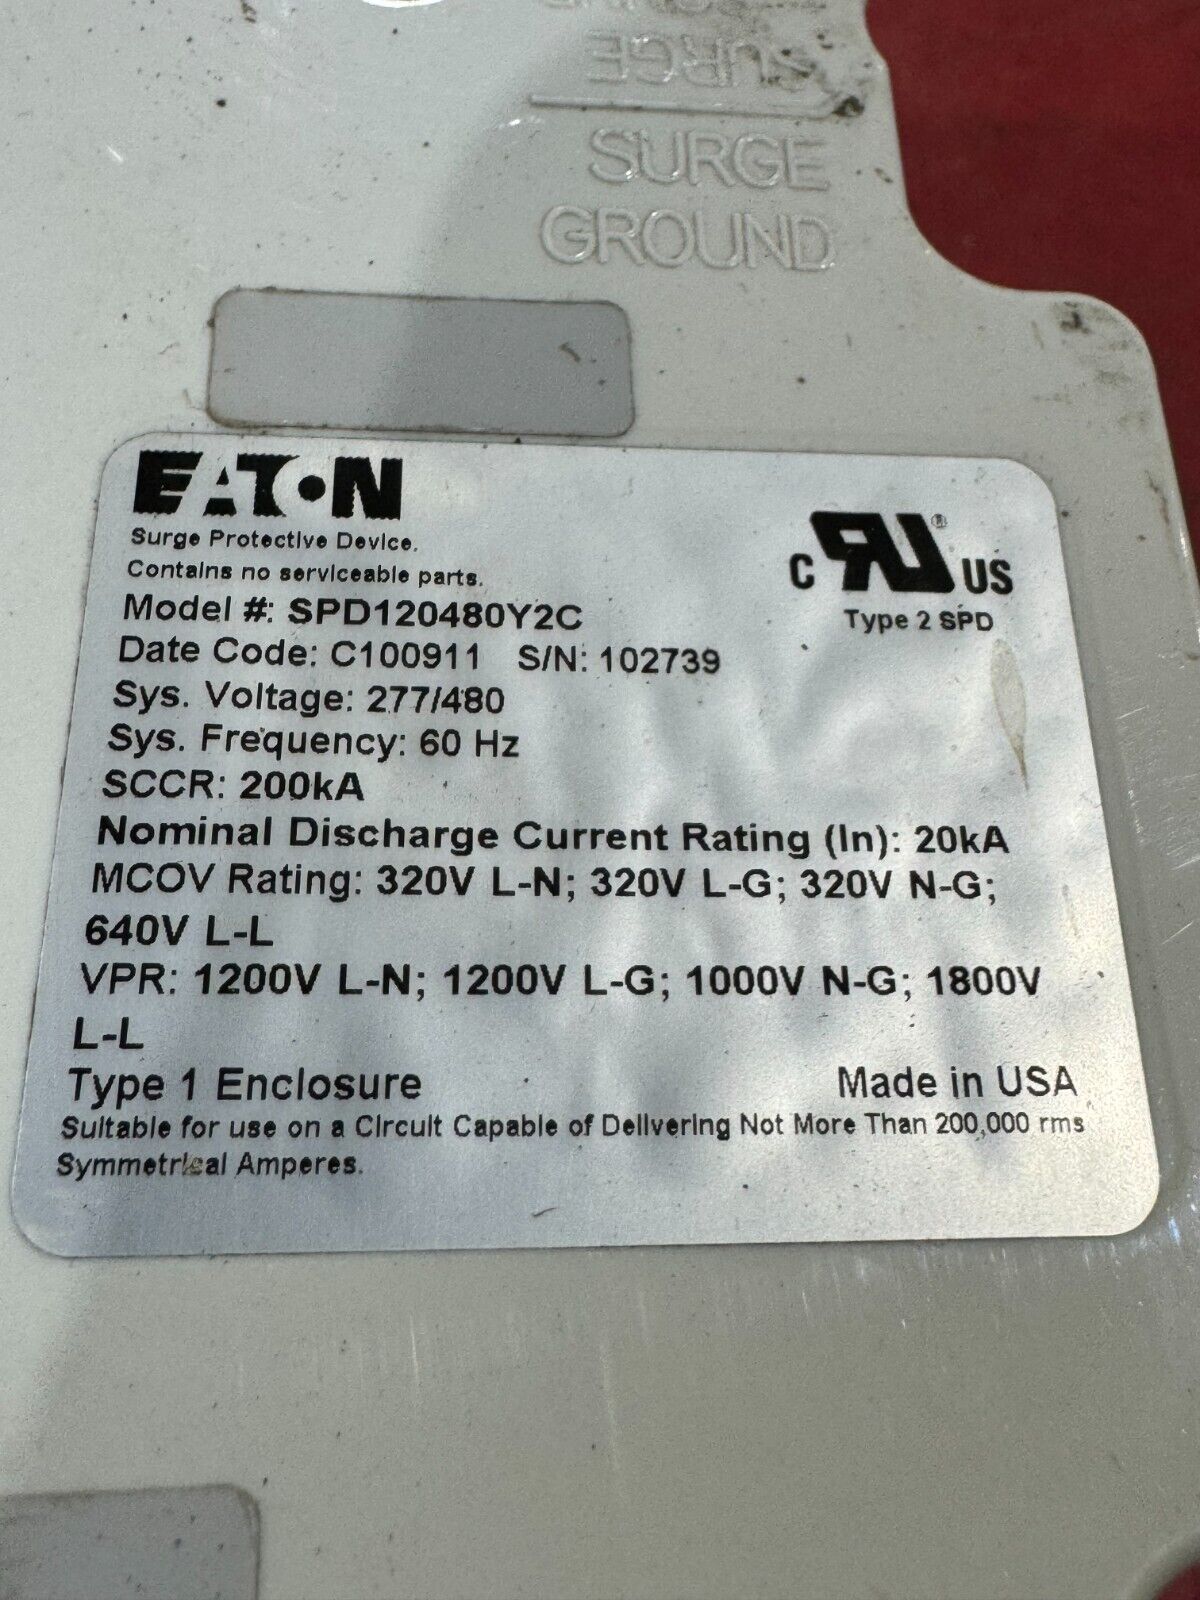 SURGE
SURGE
GROUND
EATON
Surge Protective Device.
Contains no serviceable parts.
Model #: SPD120480Y2C
Date Code: C100911 S/N: 102739
Sys. Voltage: 277/480
Sys. Frequency: 60 Hz
SCCR: 200kA
Nominal Discharge Current Rating (In): 20kA
MCOV Rating: 320V L-N; 320V L-G; 320V N-G;
640V L-L
VPR: 1200V L-N; 1200V L-G; 1000V N-G; 1800V
L-L
Type 1 Enclosure
Made in USA
Suitable for use on a Circuit Capable of Delivering Not More Than 200,000 rms
Symmetrical Amperes.
C RU® US
Type 2 SPD